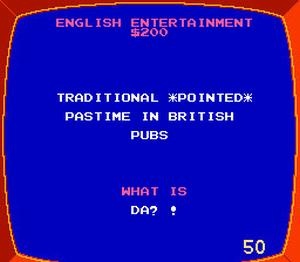 ENGLISH ENTERTAINMENT
$200
TRADITIONAL *POINTED*
PASTIME IN BRITISH
PUBS
WHAT IS
DA? !
50